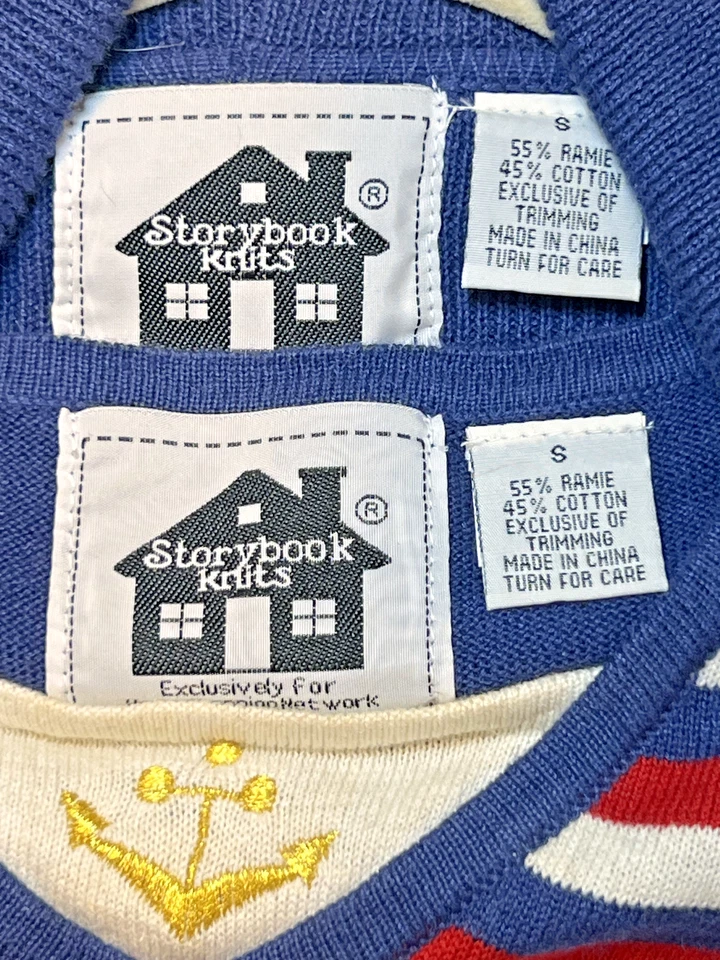 Storybook
Knits
®
S
55% RAMIE
45% COTTON
EXCLUSIVE OF
TRIMMING
MADE IN CHINA
TURN FOR CARE
Storybook
Knits
®
Exclusively for
Network
S
55% RAMIE
45% COTTON
EXCLUSIVE OF
TRIMMING
MADE IN CHINA
TURN FOR CARE